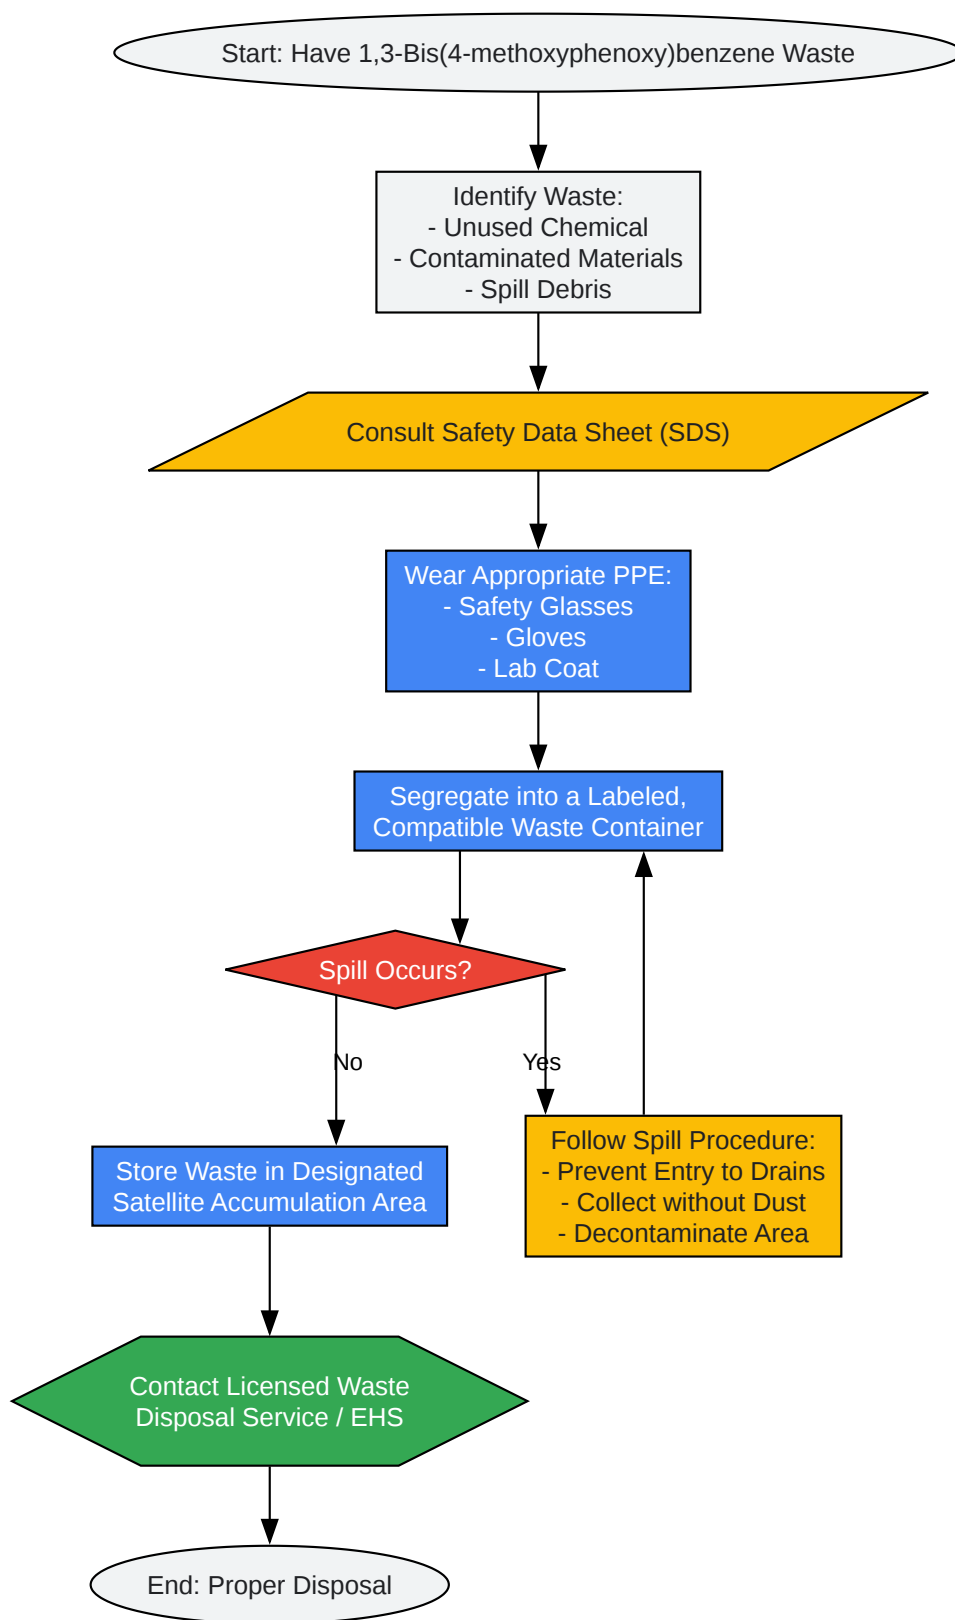 Start: Have 1,3-Bis(4-methoxyphenoxy)benzene Waste
Identify Waste:
- Unused Chemical
- Contaminated Materials
- Spill Debris
Consult Safety Data Sheet (SDS)
Wear Appropriate PPE:
- Safety Glasses
- Gloves
- Lab Coat
Segregate into a Labeled,
Compatible Waste Container
Spill Occurs?
No
Yes
Follow Spill Procedure:
- Prevent Entry to Drains
- Collect without Dust
- Decontaminate Area
Store Waste in Designated
Satellite Accumulation Area
Contact Licensed Waste
Disposal Service / EHS
End: Proper Disposal